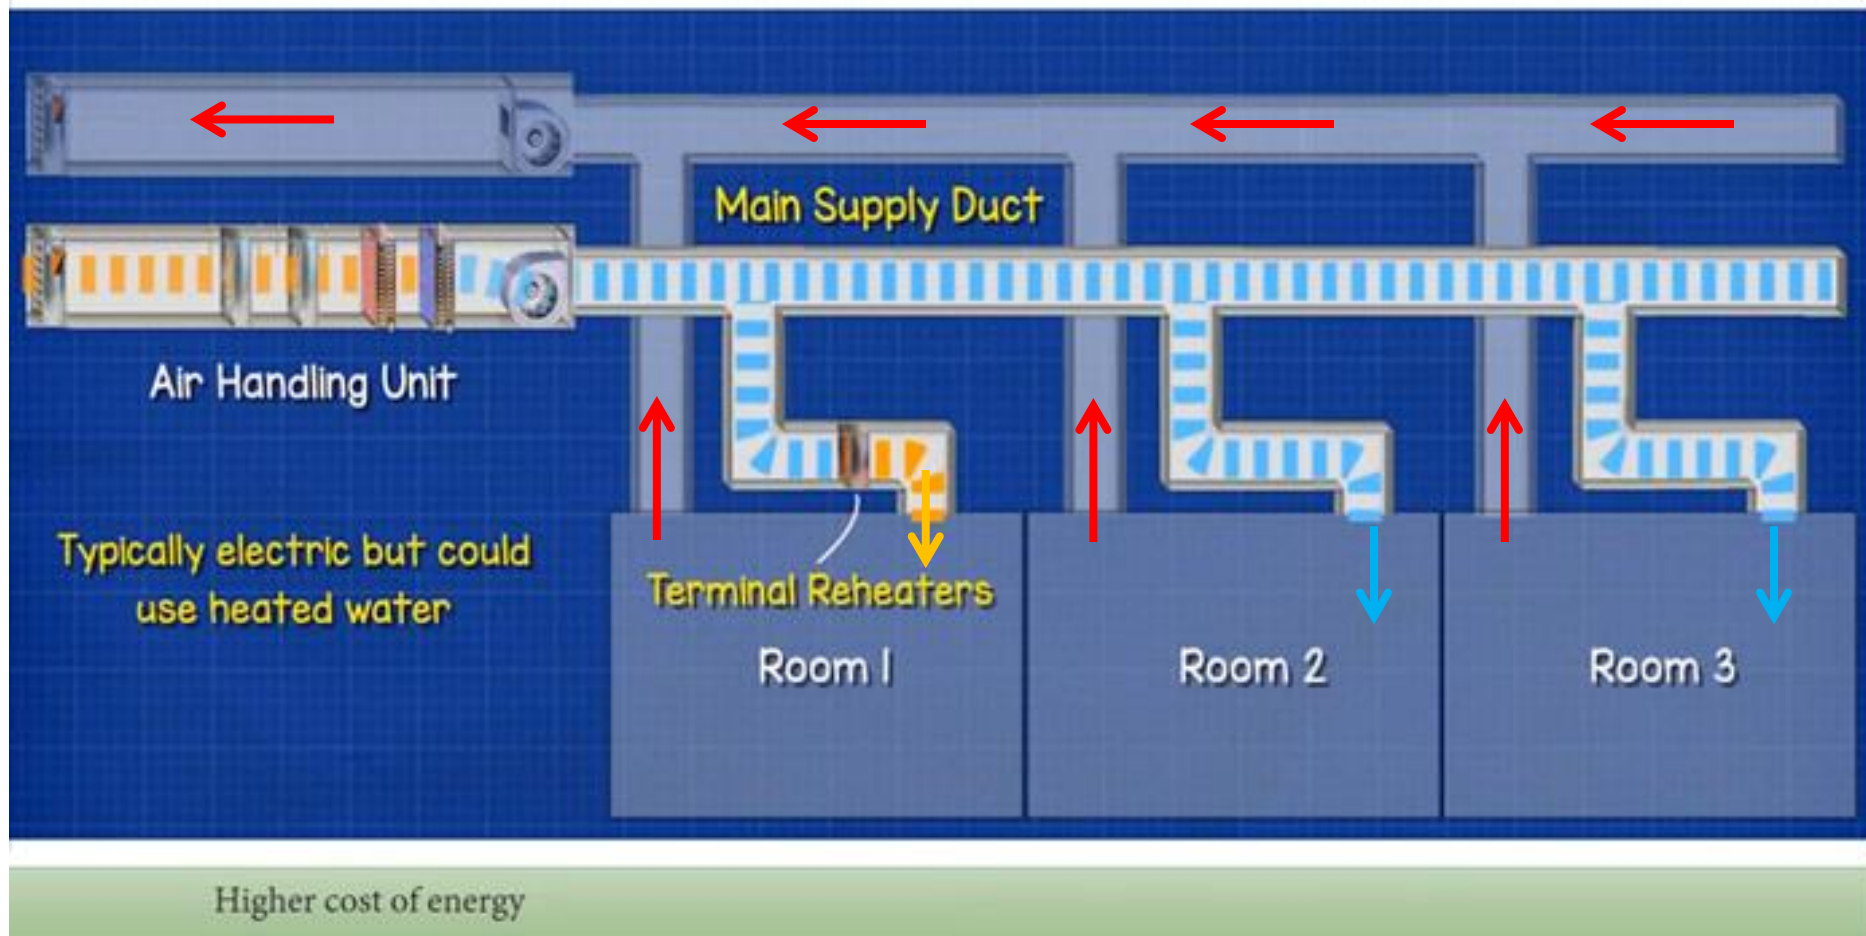 Main Supply Duct
Air Handling Unit
Typically electric but could
use heated water
Terminal Reheaters
Room 1
Room 2
Room 3
Higher cost of energy